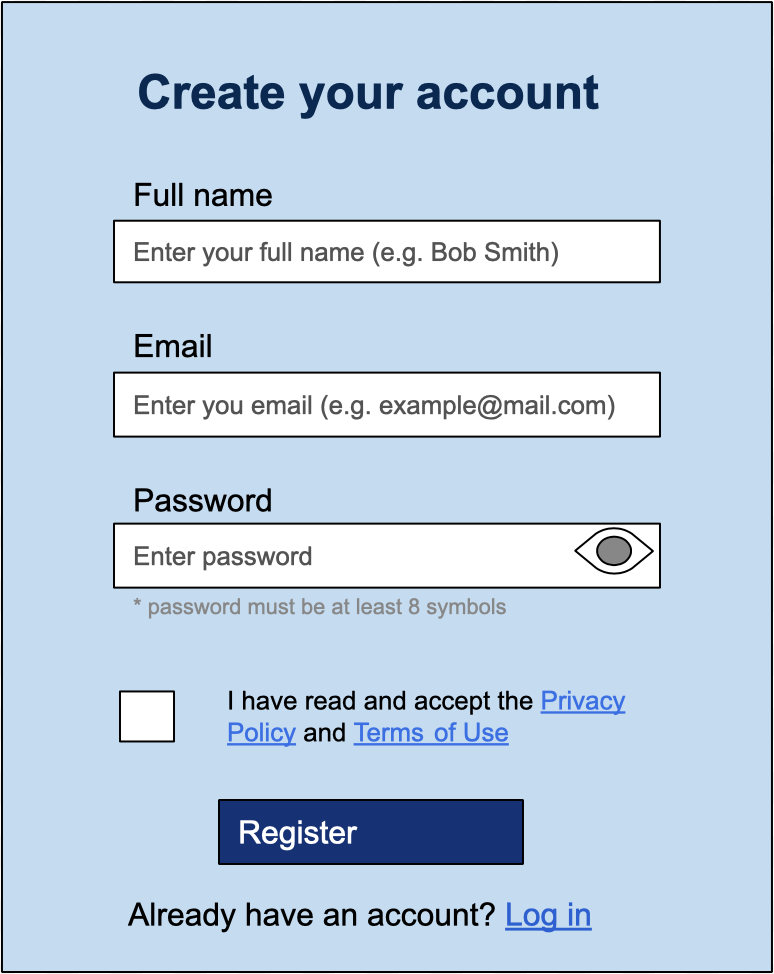 Create your account
Full name
Enter your full name (e.g. Bob Smith)
Email
Enter you email (e.g. example@mail.com)
Password
Enter password
* password must be at least 8 symbols
I have read and accept the Privacy
Policy and Terms of Use
Register
Already have an account? Log in